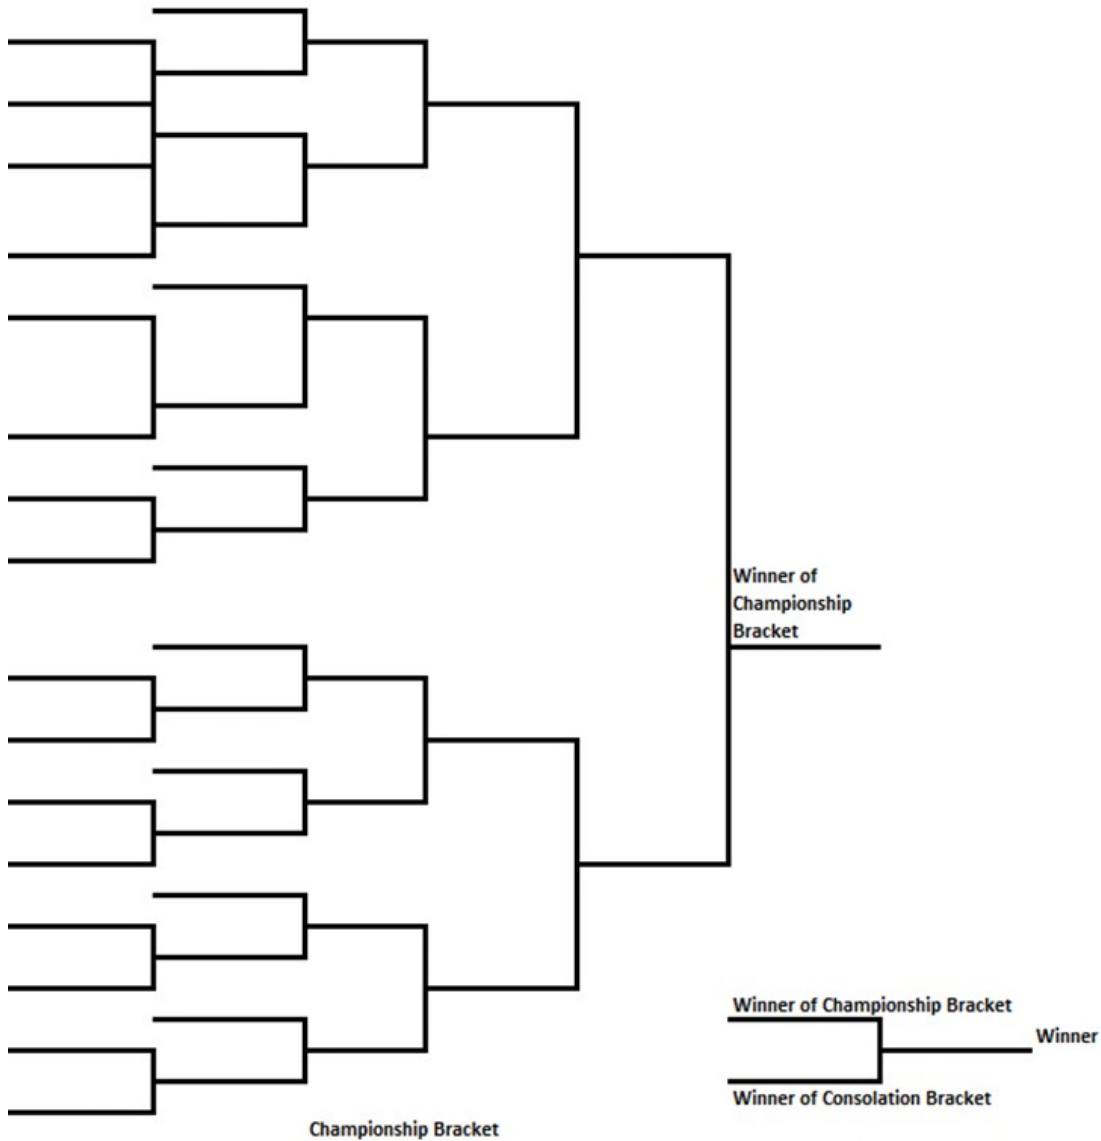 Winner of
Championship
Bracket
Winner of Championship Bracket
Winner
Winner of Consolation Bracket
Championship Bracket